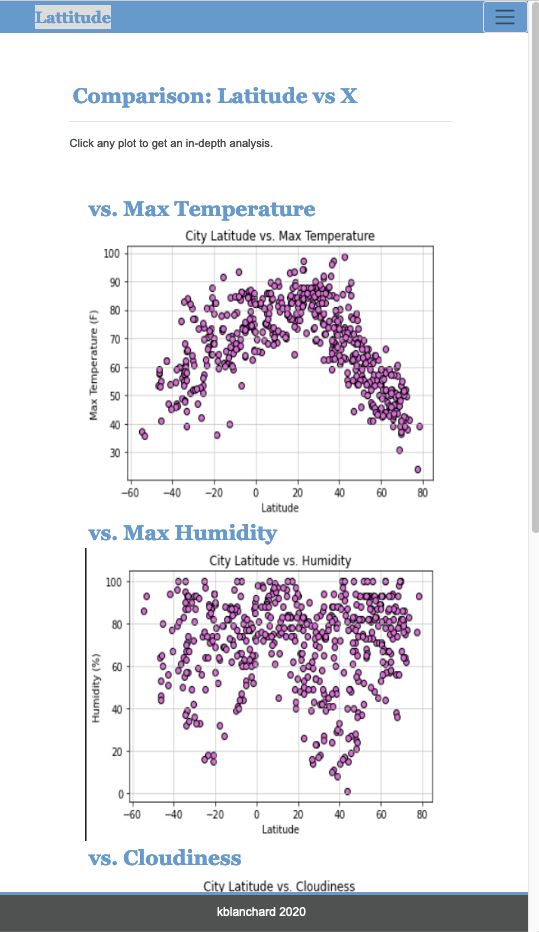 Lattitude
Comparison: Latitude vs X
Click any plot to get an in-depth analysis.
vs. Max Temperature
City Latitude vs. Max Temperature
100
90
80
70
60
50
40
30
Max Temperature (F)
−60 −40 −20 0 20 40 60 80
Latitude
vs. Max Humidity
City Latitude vs. Humidity
100
80
60
40
20
0
Humidity (%)
−60 −40 −20 0 20 40 60 80
Latitude
vs. Cloudiness
City Latitude vs. Cloudiness
kblanchard 2020